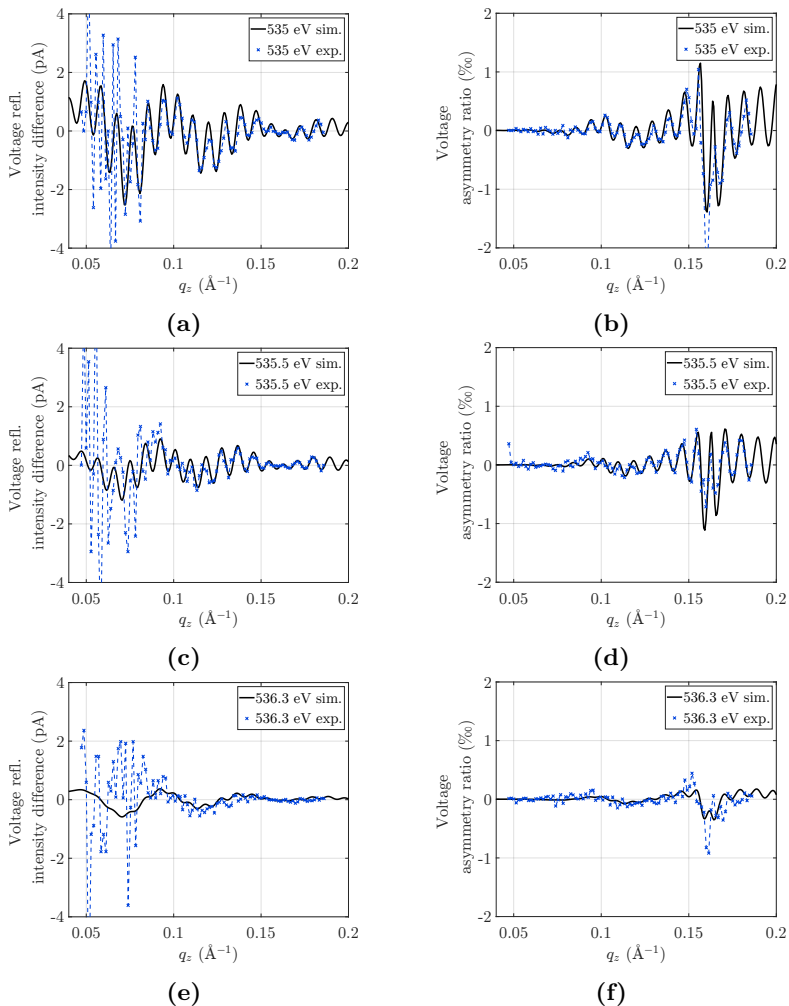 Voltage refl.
intensity difference (pA)
4
2
0
-2
-4
535 eV sim.
535 eV exp.
0.05
0.1
0.15
0.2
q_z (Å⁻¹)
(a)
Voltage
asymmetry ratio (‰)
2
1
0
-1
-2
535 eV sim.
535 eV exp.
0.05
0.1
0.15
0.2
q_z (Å⁻¹)
(b)
Voltage refl.
intensity difference (pA)
4
2
0
-2
-4
535.5 eV sim.
535.5 eV exp.
0.05
0.1
0.15
0.2
q_z (Å⁻¹)
(c)
Voltage
asymmetry ratio (‰)
2
1
0
-1
-2
535.5 eV sim.
535.5 eV exp.
0.05
0.1
0.15
0.2
q_z (Å⁻¹)
(d)
Voltage refl.
intensity difference (pA)
4
2
0
-2
-4
536.3 eV sim.
536.3 eV exp.
0.05
0.1
0.15
0.2
q_z (Å⁻¹)
(e)
Voltage
asymmetry ratio (‰)
2
1
0
-1
-2
536.3 eV sim.
536.3 eV exp.
0.05
0.1
0.15
0.2
q_z (Å⁻¹)
(f)